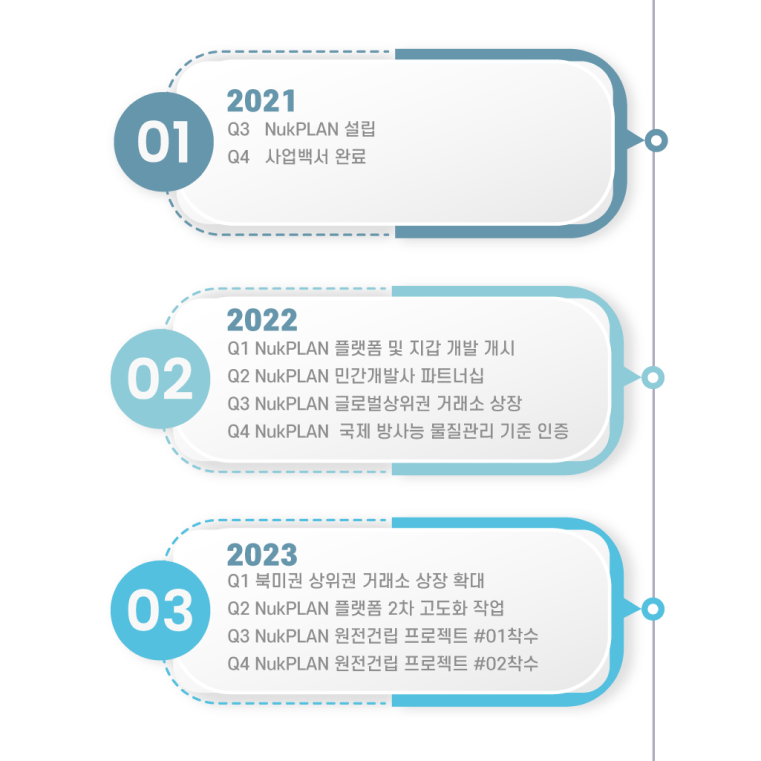 01
2021
Q3 NukPLAN 설립
Q4 사업백서 완료
02
2022
Q1 NukPLAN 플랫폼 및 지갑 개발 개시
Q2 NukPLAN 민간개발사 파트너십
Q3 NukPLAN 글로벌상위권 거래소 상장
Q4 NukPLAN 국제 방사능 물질관리 기준 인증
03
2023
Q1 북미권 상위권 거래소 상장 확대
Q2 NukPLAN 플랫폼 2차 고도화 작업
Q3 NukPLAN 원전건립 프로젝트 #01착수
Q4 NukPLAN 원전건립 프로젝트 #02착수